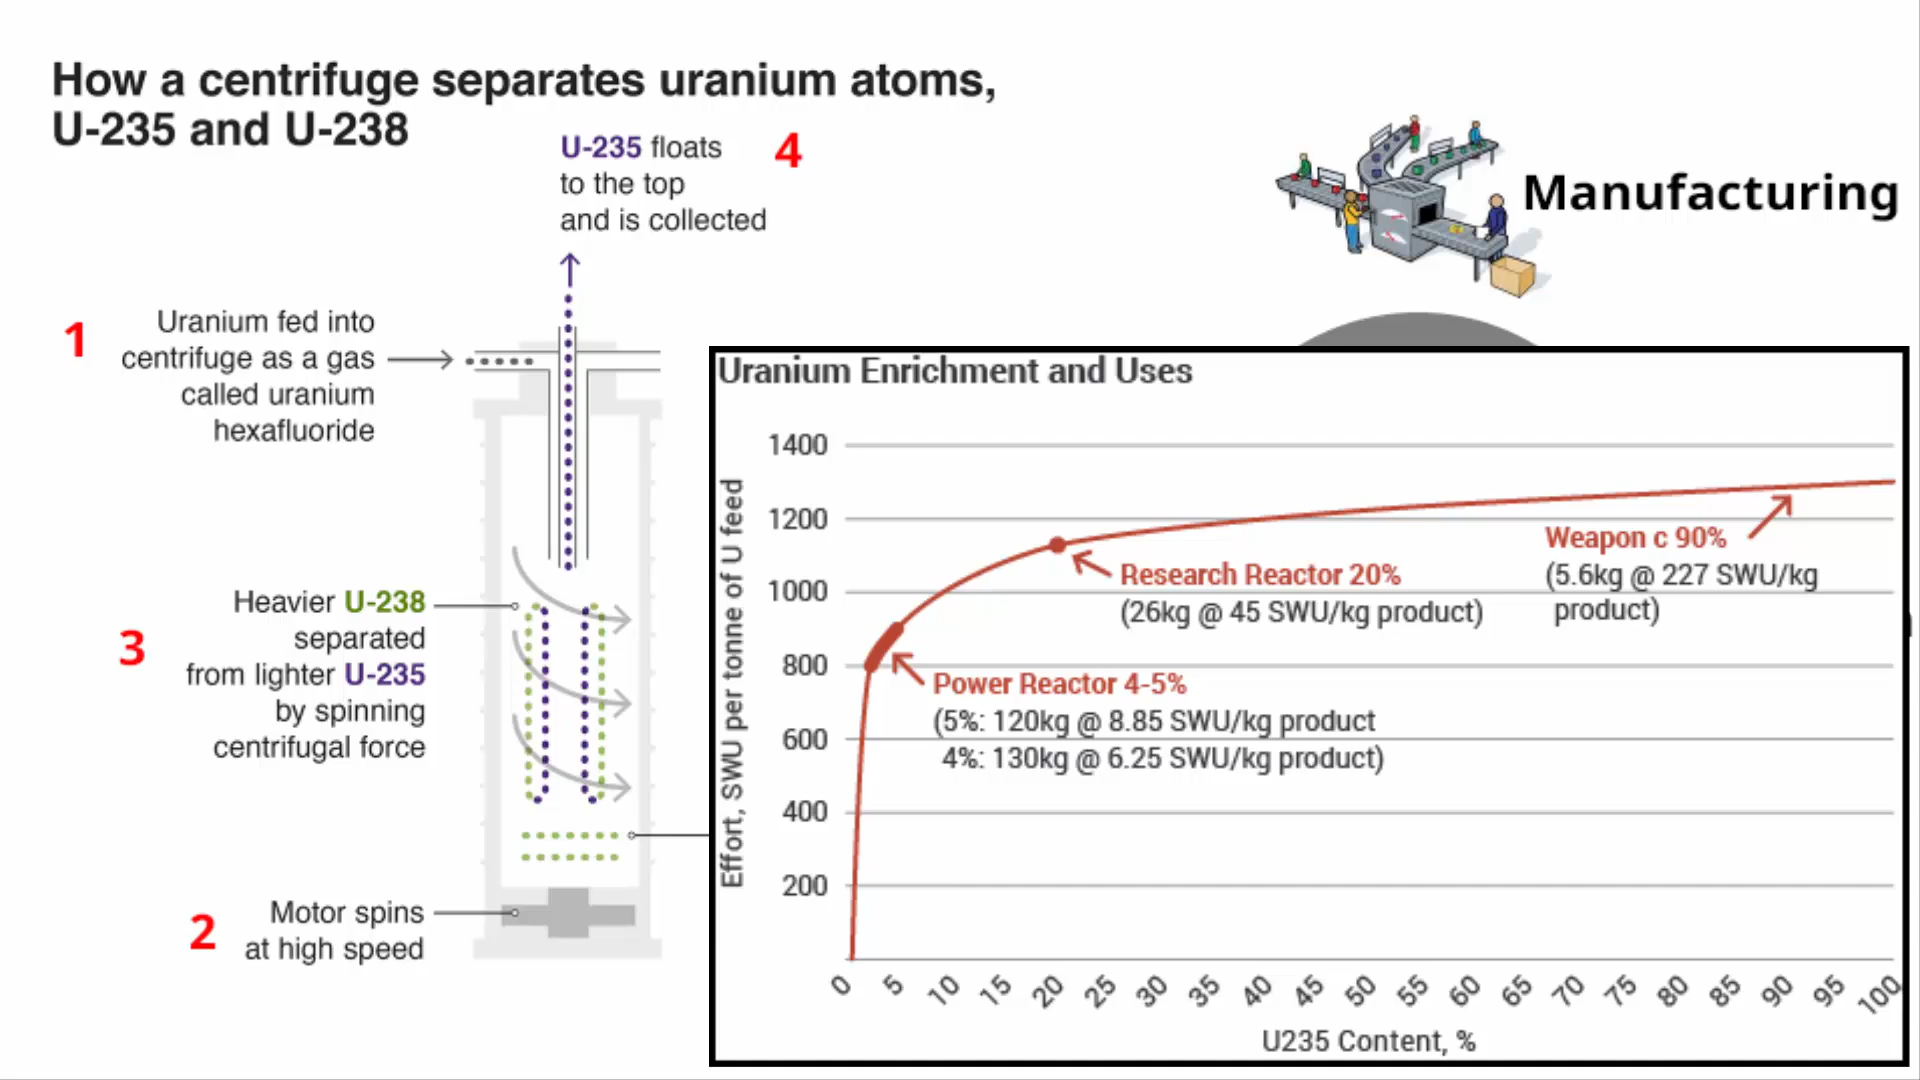 How a centrifuge separates uranium atoms,
U-235 and U-238
U-235 floats
to the top
and is collected
4
1
Uranium fed into
centrifuge as a gas
called uranium
hexafluoride
3
Heavier U-238
separated
from lighter U-235
by spinning
centrifugal force
2
Motor spins
at high speed
Manufacturing
Uranium Enrichment and Uses
Effort, SWU per tonne of U feed
1400
1200
1000
800
600
400
200
Weapon c 90%
(5.6kg @ 227 SWU/kg
product)
Research Reactor 20%
(26kg @ 45 SWU/kg product)
Power Reactor 4-5%
(5%: 120kg @ 8.85 SWU/kg product
4%: 130kg @ 6.25 SWU/kg product)
0 5 10 15 20 25 30 35 40 45 50 55 60 65 70 75 80 85 90 95 100
U235 Content, %